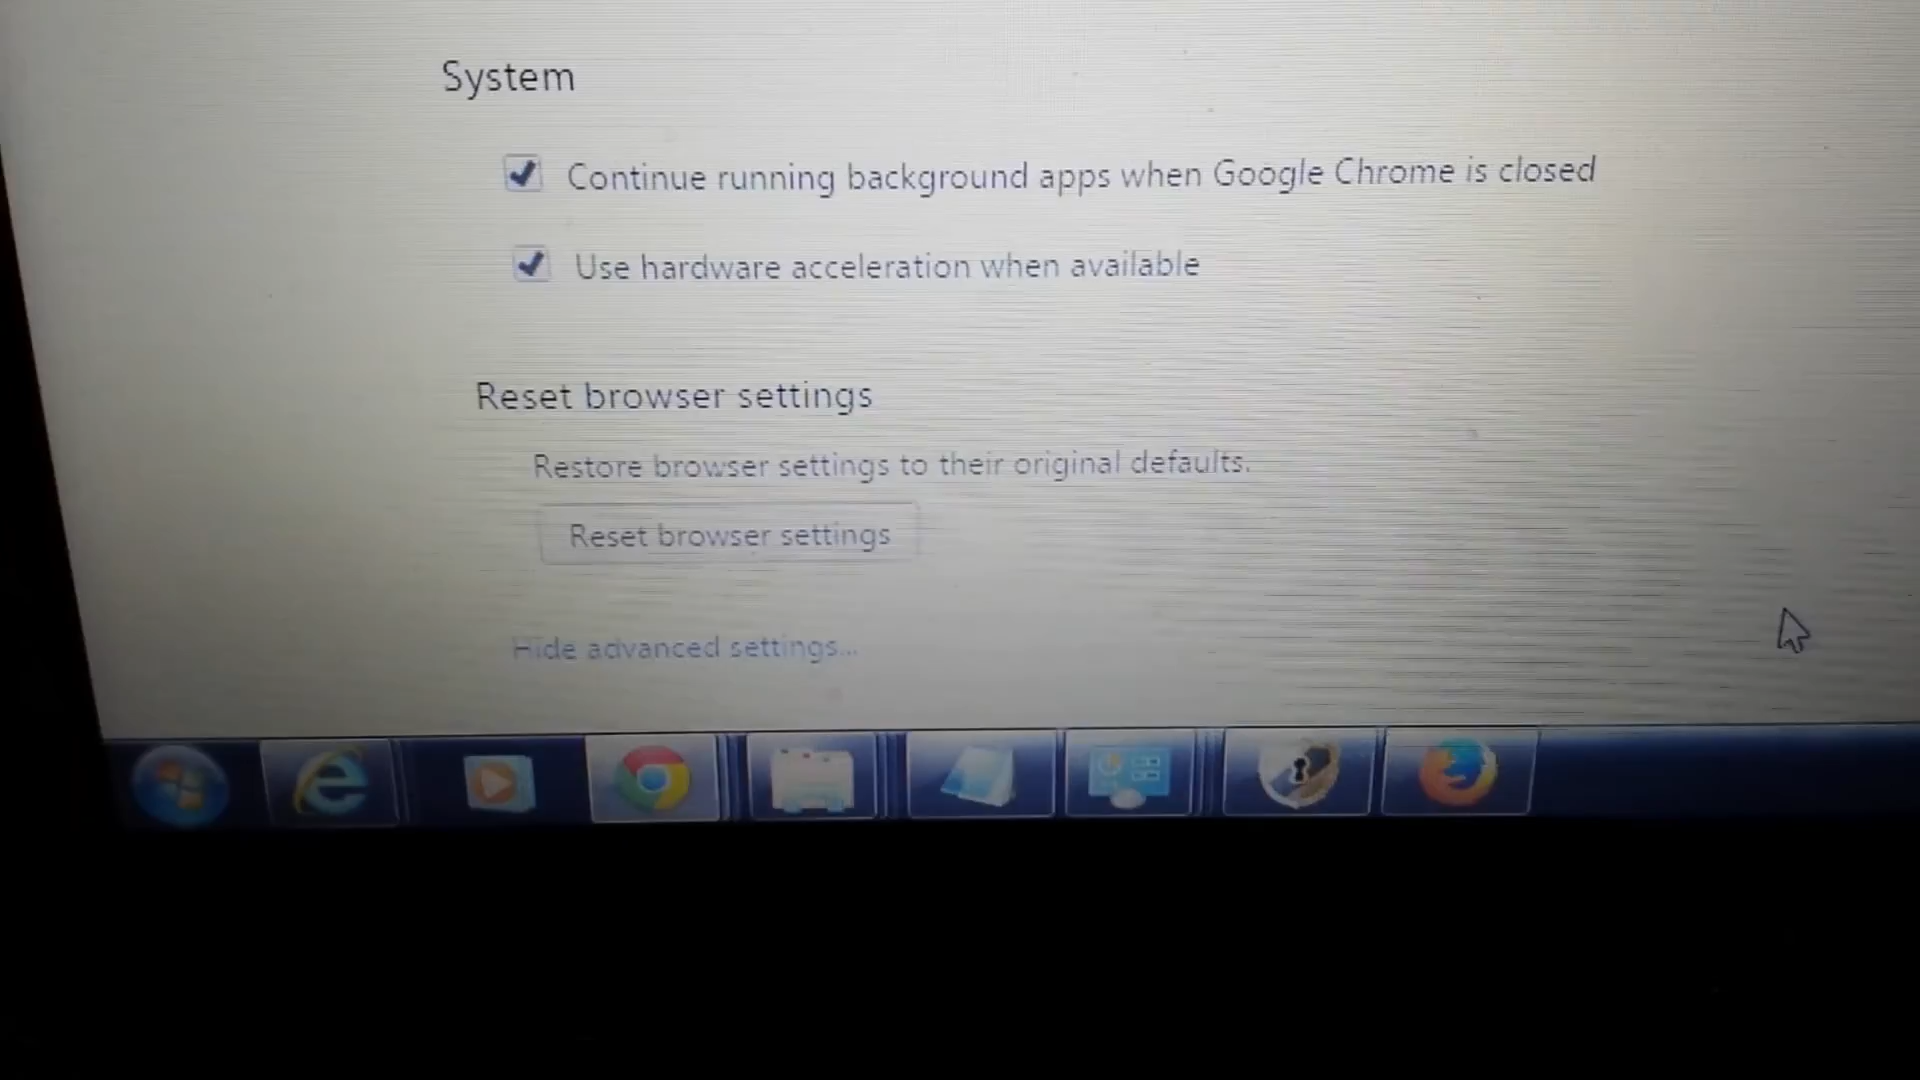 System
Continue running background apps when Google Chrome is closed
Use hardware acceleration when available
Reset browser settings
Restore browser settings to their original defaults.
Reset browser settings
Hide advanced settings...